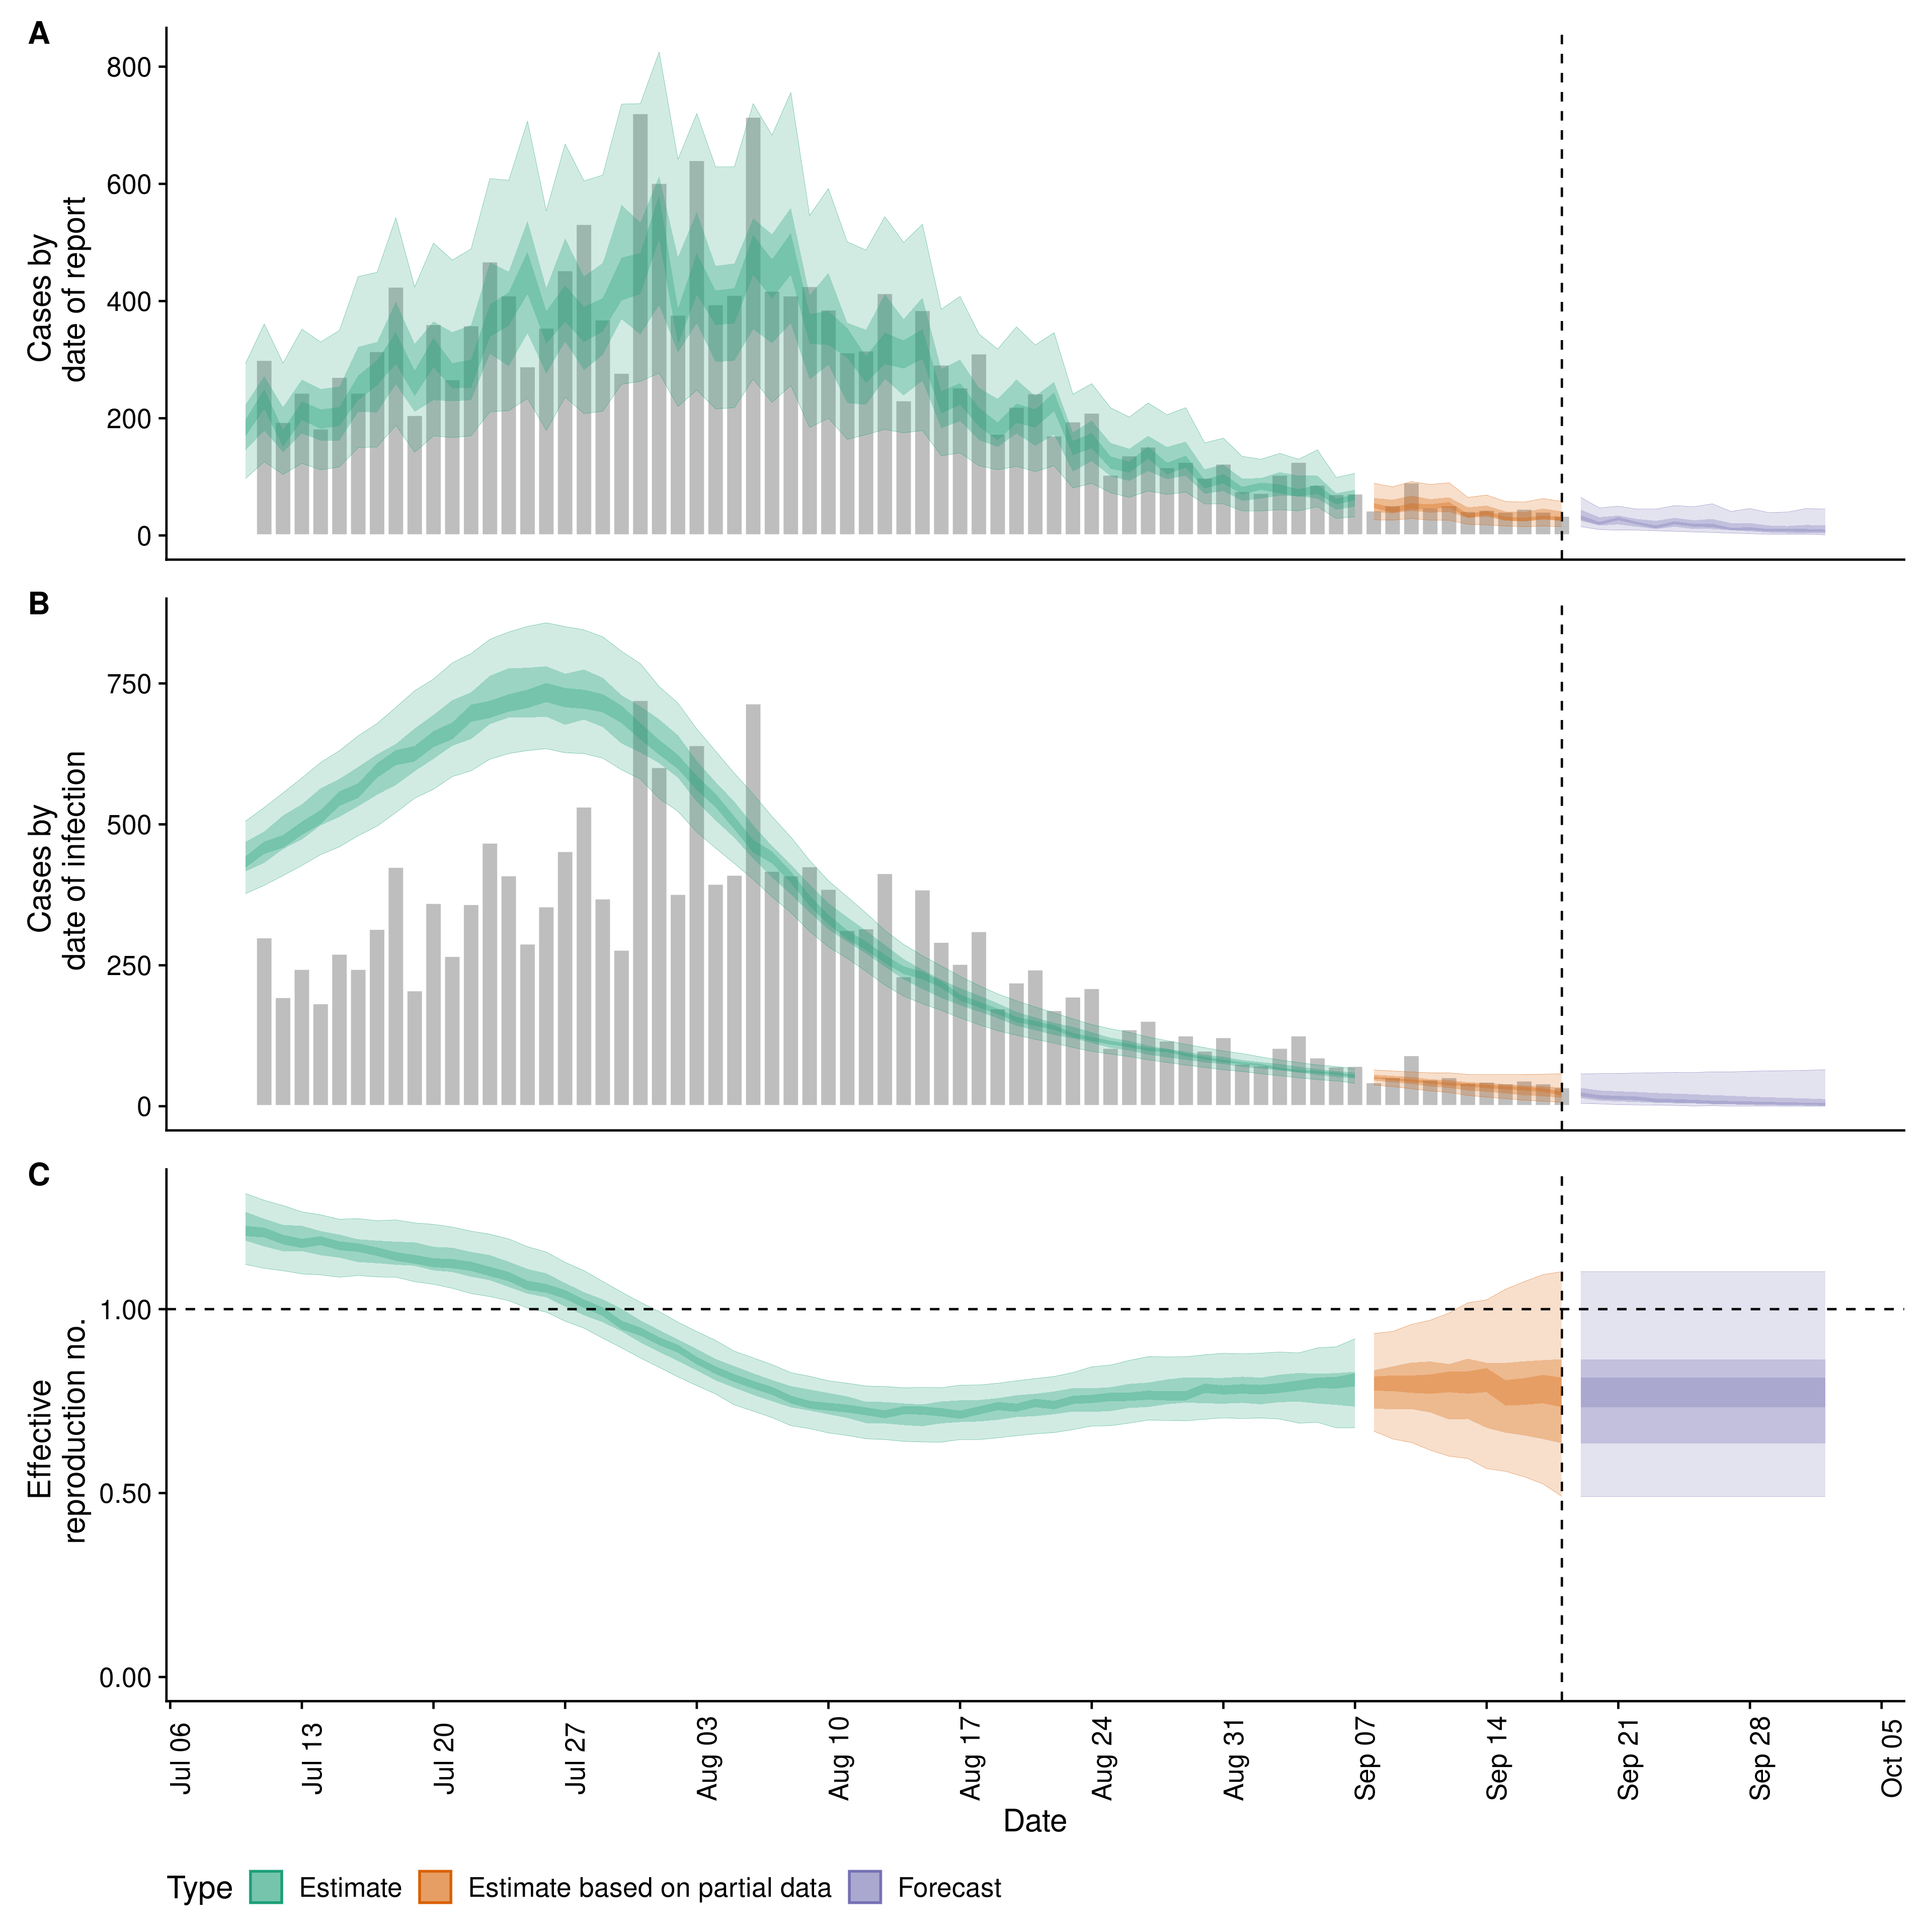 A
Cases by
date of report
800
600
400
200
0
B
Cases by
date of infection
750
500
250
0
C
Effective
reproduction no.
1.00
0.50
0.00
Jul 06
Jul 13
Jul 20
Jul 27
Aug 03
Aug 10
Aug 17
Aug 24
Aug 31
Sep 07
Sep 14
Sep 21
Sep 28
Oct 05
Date
Type
Estimate
Estimate based on partial data
Forecast